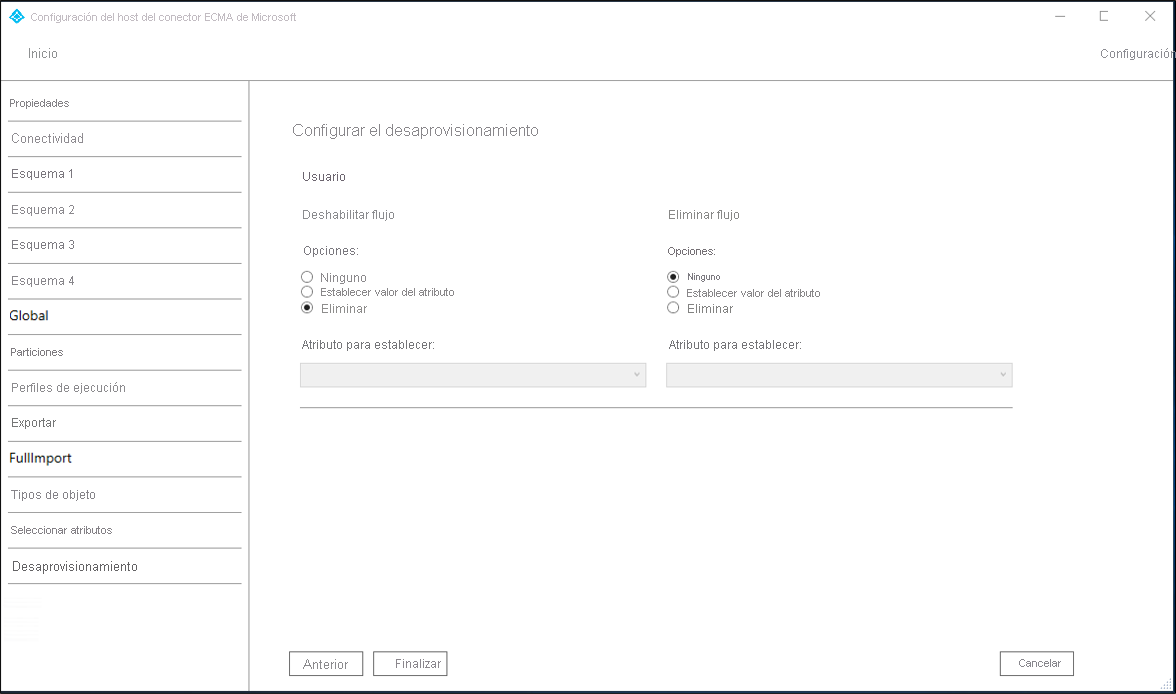 Configuración del host del conector ECMA de Microsoft
Inicio
Configuración
Propiedades
Conectividad
Esquema 1
Esquema 2
Esquema 3
Esquema 4
Global
Particiones
Perfiles de ejecución
Exportar
FullImport
Tipos de objeto
Seleccionar atributos
Desaprovisionamiento
Configurar el desaprovisionamiento
Usuario
Deshabilitar flujo
Opciones:
Ninguno
Establecer valor del atributo
Eliminar
Atributo para establecer:
Eliminar flujo
Opciones:
Ninguno
Establecer valor del atributo
Eliminar
Atributo para establecer:
Anterior
Finalizar
Cancelar